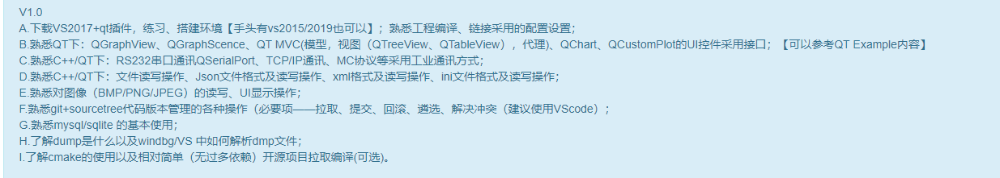 V1.0
A.下载VS2017+qt插件，练习、搭建环境【手头有vs2015/2019也可以】；熟悉工程编译、链接采用的配置设置；
B.熟悉QT下：QGraphView、QGraphScence、QT MVC(模型，视图（QTreeView、QTableView），代理)、QChart、QCustomPlot的UI控件采用接口；【可以参考QT Example内容】
C.熟悉C++/QT下：RS232串口通讯QSerialPort、TCP/IP通讯、MC协议等采用工业通讯方式；
D.熟悉C++/QT下：文件读写操作、Json文件格式及读写操作、xml格式及读写操作、ini文件格式及读写操作；
E.熟悉对图像（BMP/PNG/JPEG）的读写、UI显示操作；
F.熟悉git+sourcetree代码版本管理的各种操作（必要项——拉取、提交、回滚、遴选、解决冲突（建议使用VScode）；
G.熟悉mysql/sqlite 的基本使用；
H.了解dump是什么以及windbg/VS 中如何解析dmp文件；
I.了解cmake的使用以及相对简单（无过多依赖）开源项目拉取编译(可选)。